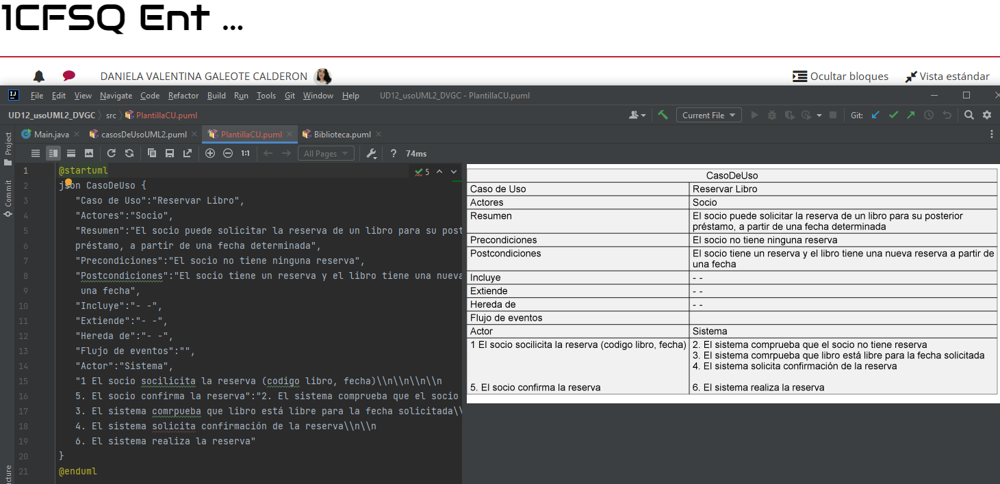 1CFSQ Ent ...
DANIELA VALENTINA GALEOTE CALDERON
Ocultar bloques
Vista estándar
IJ
File Edit View Navigate Code Refactor Build Run Tools Git Window Help
UD12_usoUML2_DVGC - PlantillaCU.puml
UD12_usoUML2_DVGC
src
PlantillaCU.puml
Current File
Git:
Main.java
casosDeUsoUML2.puml
PlantillaCU.puml
Biblioteca.puml
1:1
All Pages
?
74ms
Project
Commit
5
1 @startuml
2 json CasoDeUso {
3 "Caso de Uso":"Reservar Libro",
4 "Actores":"Socio",
5 "Resumen":"El socio puede solicitar la reserva de un libro para su post
6 préstamo, a partir de una fecha determinada",
7 "Precondiciones":"El socio no tiene ninguna reserva",
8 "Postcondiciones":"El socio tiene un reserva y el libro tiene una nueva
9 una fecha",
10 "Incluye":"- -",
11 "Extiende":"- -",
12 "Hereda de":"- -",
13 "Flujo de eventos":"",
14 "Actor":"Sistema",
15 "1 El socio socilicita la reserva (codigo libro, fecha)\\n\\n\\n\\n
16 5. El socio confirma la reserva":"2. El sistema comprueba que el socio
17 3. El sistema comrpueba que libro está libre para la fecha solicitada\\
18 4. El sistema solicita confirmación de la reserva\\n\\n
19 6. El sistema realiza la reserva"
20 }
21 @enduml
CasoDeUso
Caso de Uso
Reservar Libro
Actores
Socio
Resumen
El socio puede solicitar la reserva de un libro para su posterior
préstamo, a partir de una fecha determinada
Precondiciones
El socio no tiene ninguna reserva
Postcondiciones
El socio tiene un reserva y el libro tiene una nueva reserva a partir de
una fecha
Incluye
- -
Extiende
- -
Hereda de
- -
Flujo de eventos
Actor
Sistema
1 El socio socilicita la reserva (codigo libro, fecha)
2. El sistema comprueba que el socio no tiene reserva
3. El sistema comrpueba que libro está libre para la fecha solicitada
4. El sistema solicita confirmación de la reserva
5. El socio confirma la reserva
6. El sistema realiza la reserva